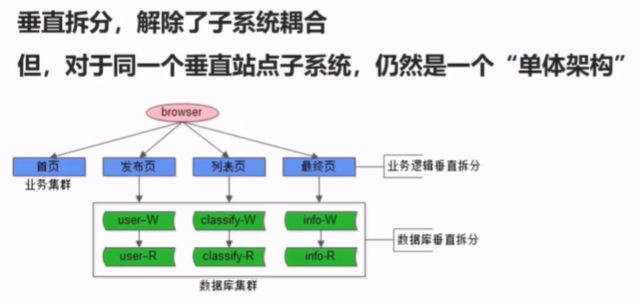 垂直拆分，解除了子系统耦合
但，对于同一个垂直站点子系统，仍然是一个“单体架构”
browser
首页
发布页
列表页
最终页
业务逻辑垂直拆分
业务集群
user-W
classify-W
info-W
user-R
classify-R
info-R
数据库垂直拆分
数据库集群